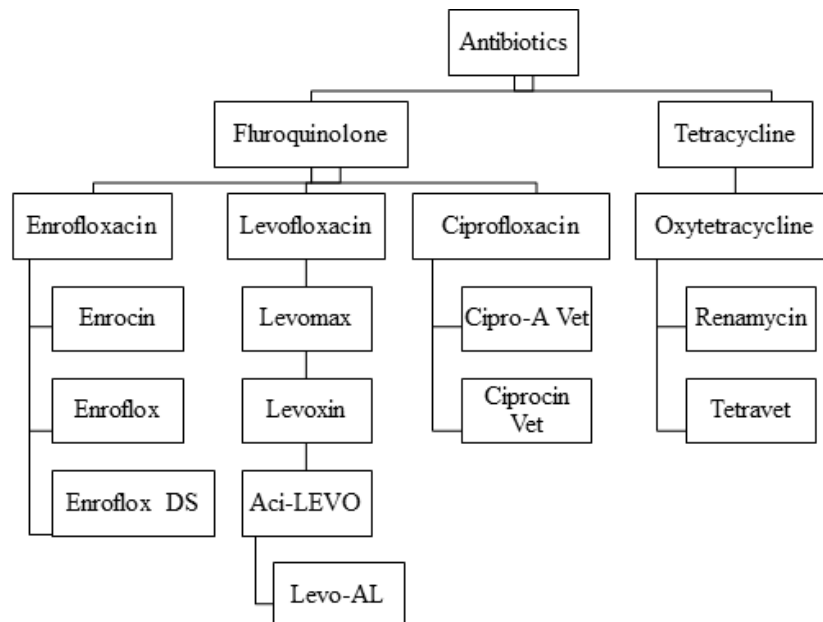 Antibiotics
Fluroquinolone
Tetracycline
Enrofloxacin
Levofloxacin
Ciprofloxacin
Oxytetracycline
Enrocin
Levomax
Cipro-A Vet
Renamycin
Enroflox
Levoxin
Ciprocin
Vet
Tetravet
Enroflox DS
Aci-LEVO
Levo-AL